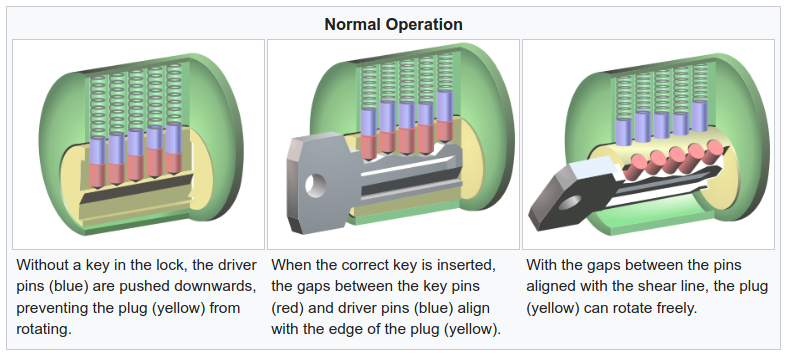 Normal Operation
Without a key in the lock, the driver
pins (blue) are pushed downwards,
preventing the plug (yellow) from
rotating.
When the correct key is inserted,
the gaps between the key pins
(red) and driver pins (blue) align
with the edge of the plug (yellow).
With the gaps between the pins
aligned with the shear line, the plug
(yellow) can rotate freely.